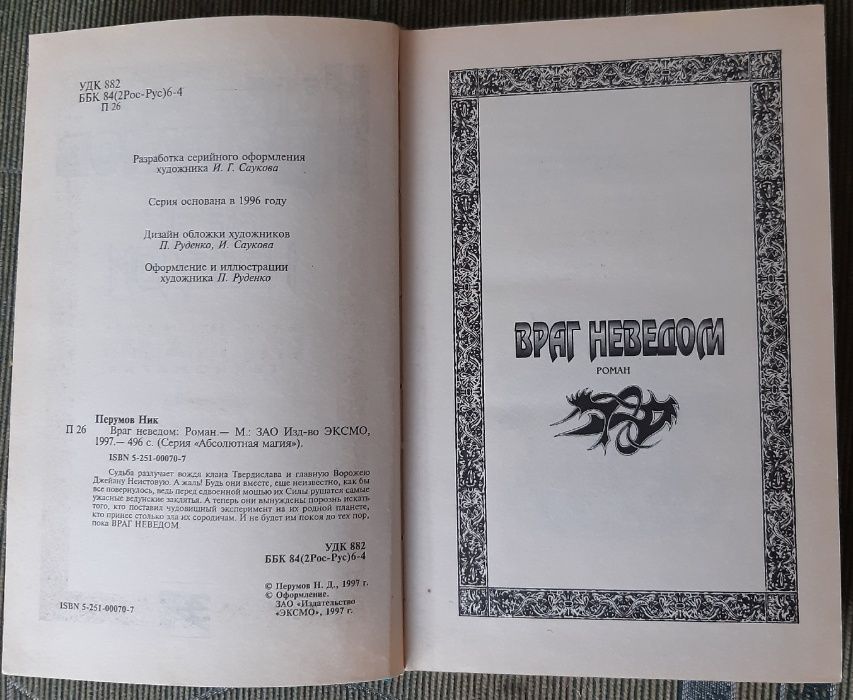 УДК 882
ББК 84(2Рос-Рус)6-4
П 26
Разработка серийного оформления
художника И. Г. Саукова
Серия основана в 1996 году
Дизайн обложки художников
П. Руденко, И. Саукова
Оформление и иллюстрации
художника П. Руденко
Перумов Ник
П 26 Враг неведом: Роман.— М.: ЗАО Изд-во ЭКСМО,
1997.— 496 с. (Серия «Абсолютная магия»).
ISBN 5-251-00070-7
Судьба разлучает вождя клана Твердислава и главную Ворожею
Джейану Неистовую. А жаль! Будь они вместе, еще неизвестно, как бы
все повернулось, ведь перед сдвоенной мощью их Силы рушатся самые
ужасные ведунские заклятья. А теперь они вынуждены порознь искать
того, кто поставил чудовищный эксперимент на их родной планете,
кто принес столько зла их сородичам. И не будет им покоя до тех пор,
пока ВРАГ НЕВЕДОМ
УДК 882
ББК 84(2Рос-Рус)6-4
© Перумов Н. Д., 1997 г.
© Оформление.
ЗАО «Издательство
«ЭКСМО», 1997 г.
ISBN 5-251-00070-7
ВРАГ НЕВЕДОМ
РОМАН